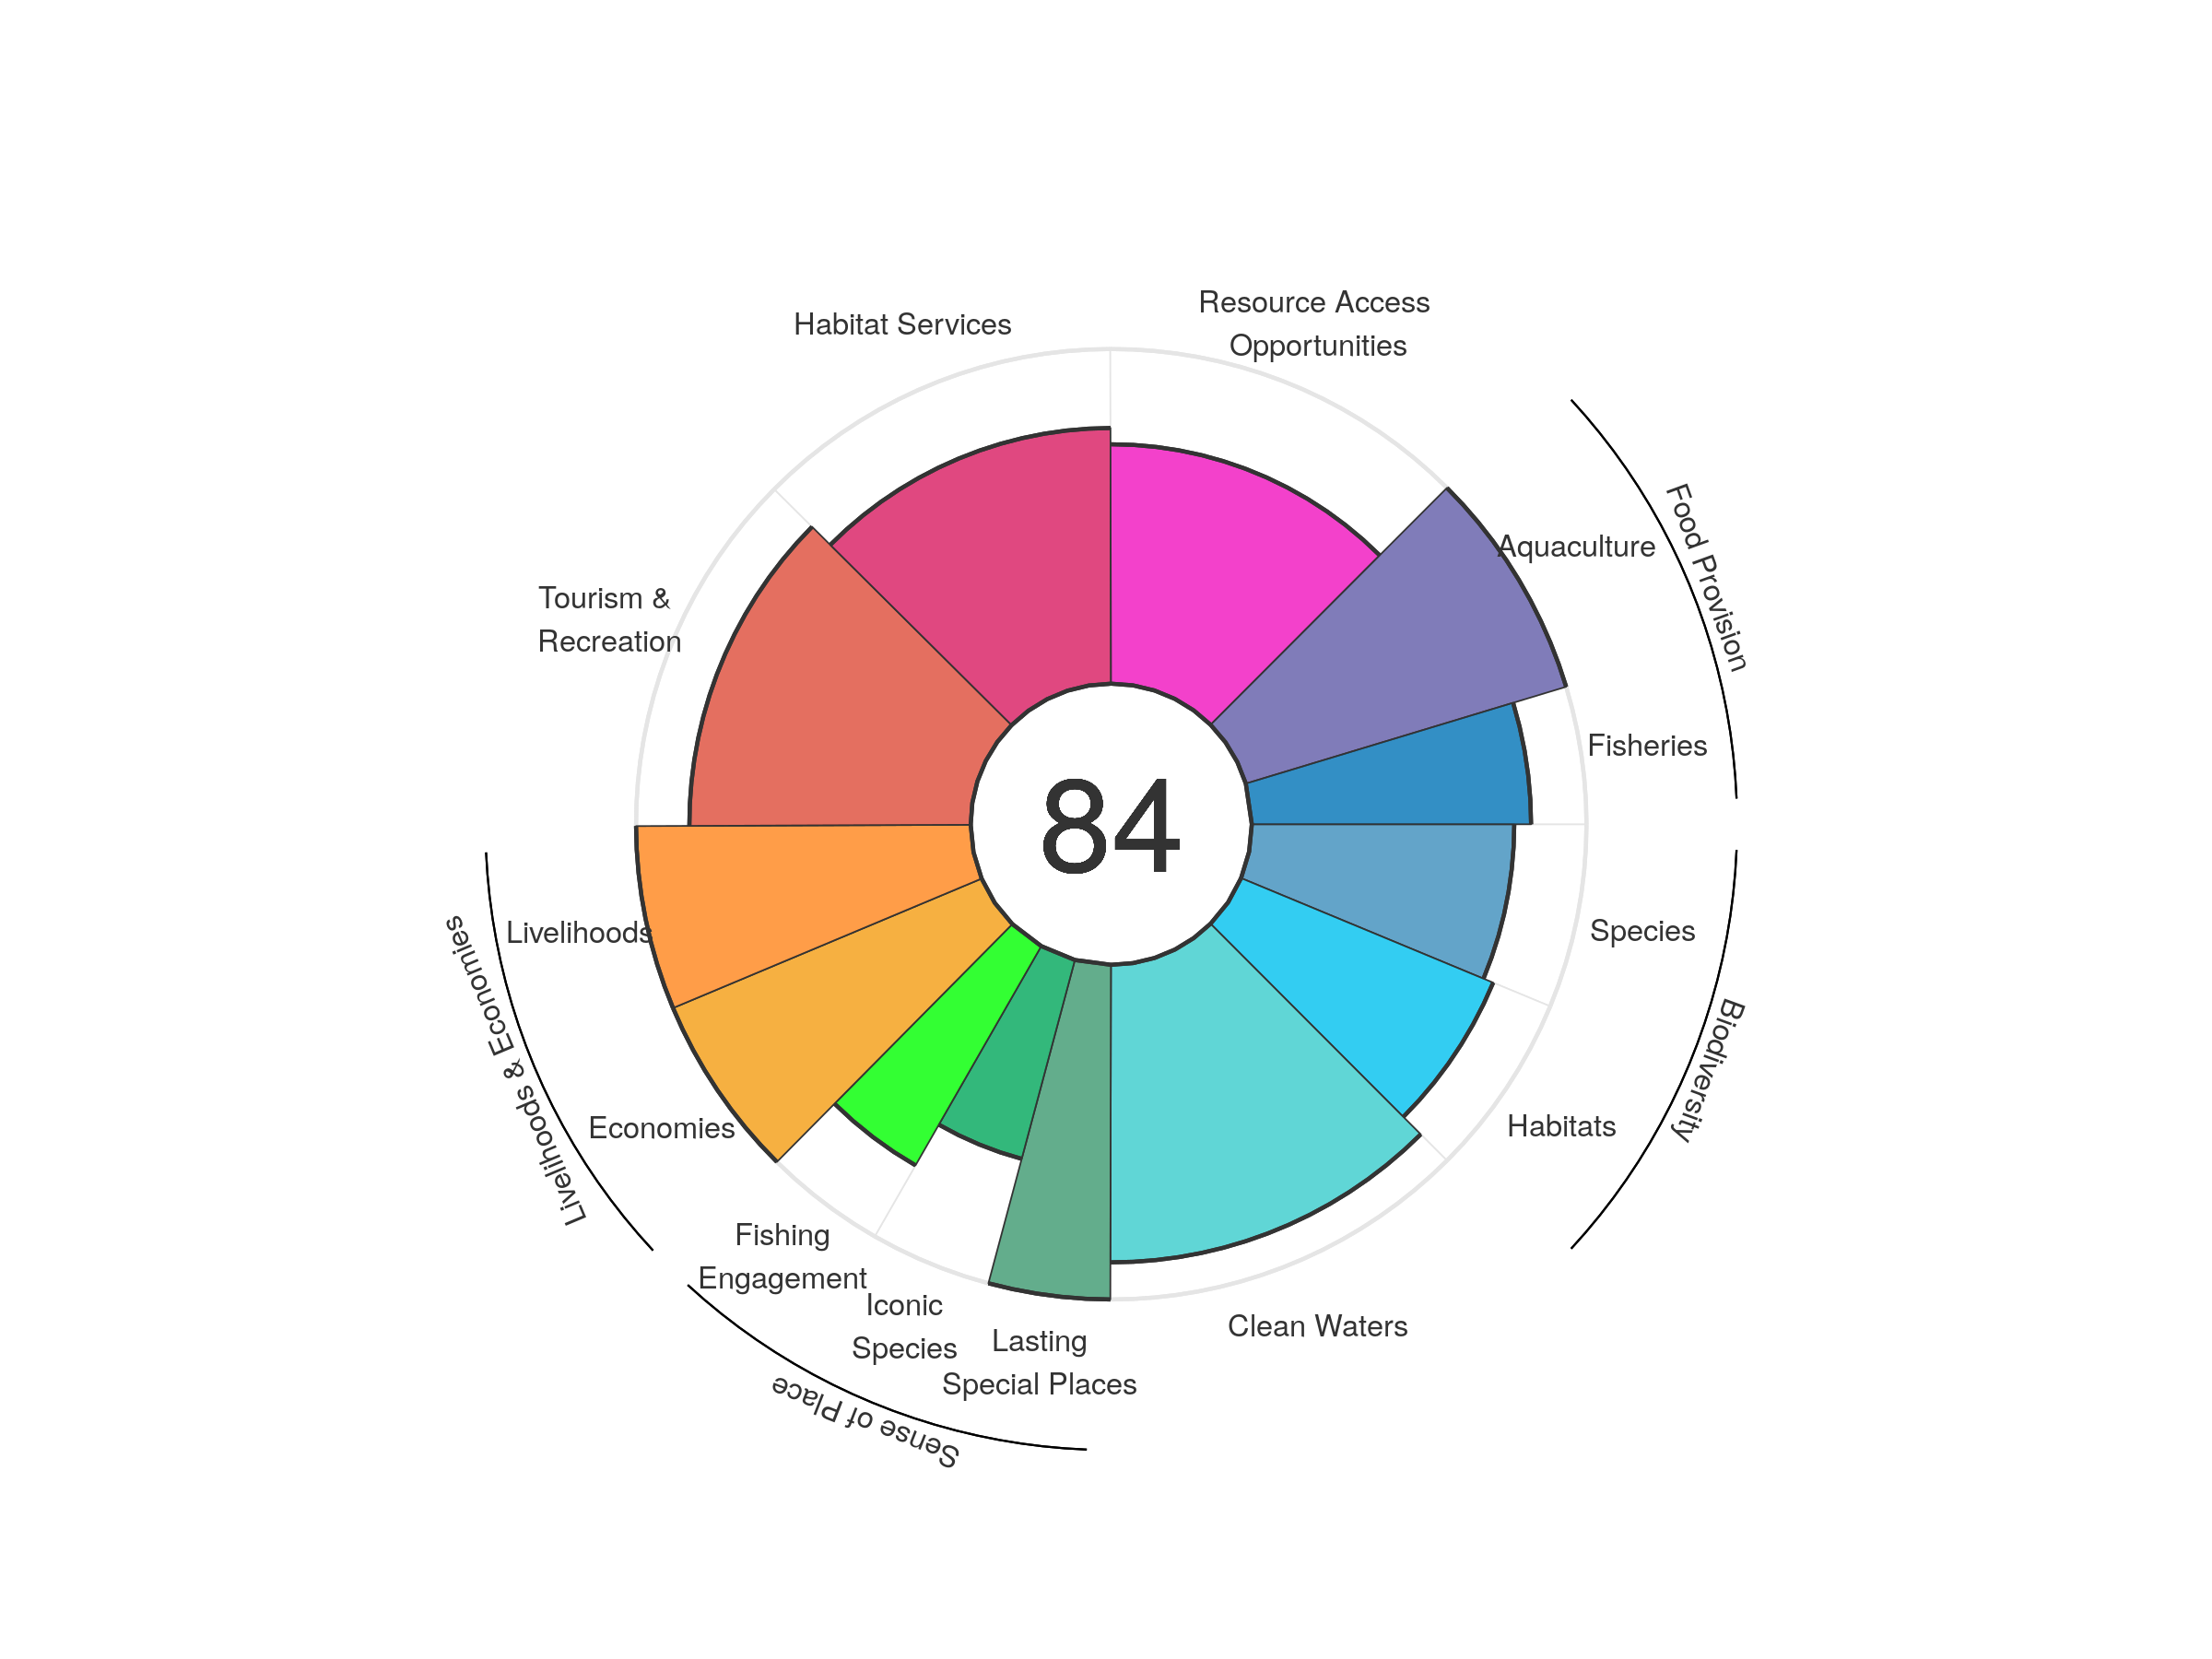 Resource Access
Opportunities
Habitat Services
Food Provision
Aquaculture
Tourism &
Recreation
Fisheries
84
Livelihoods
Species
Livelihoods & Economies
Biodiversity
Economies
Habitats
Fishing
Engagement
Iconic
Species
Lasting
Special Places
Clean Waters
Sense of Place